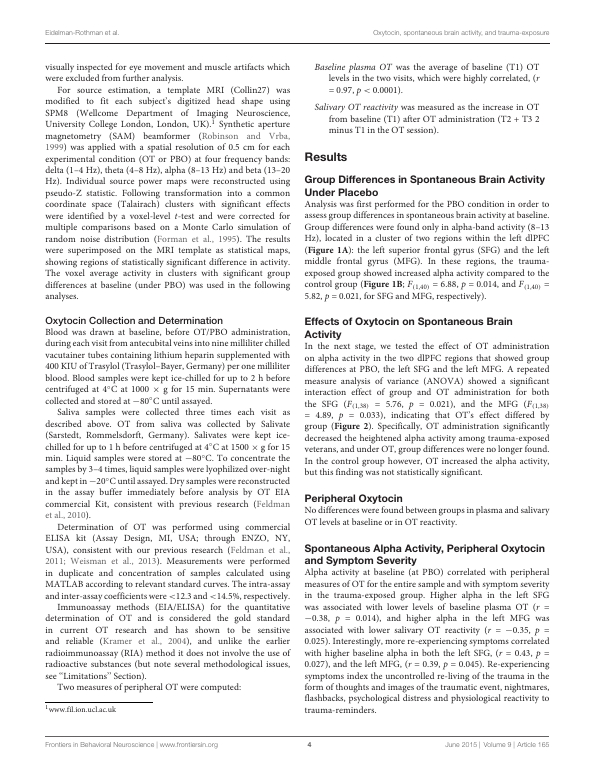 Eidelman-Rothman et al.
Oxytocin, spontaneous brain activity, and trauma-exposure
visually inspected for eye movement and muscle artifacts which
were excluded from further analysis.
For source estimation, a template MRI (Collin27) was
modified to fit each subject's digitized head shape using
SPM8 (Wellcome Department of Imaging Neuroscience,
University College London, London, UK).1 Synthetic aperture
magnetometry (SAM) beamformer (Robinson and Vrba,
1999) was applied with a spatial resolution of 0.5 cm for each
experimental condition (OT or PBO) at four frequency bands:
delta (1–4 Hz), theta (4–8 Hz), alpha (8–13 Hz) and beta (13–20
Hz). Individual source power maps were reconstructed using
pseudo-Z statistic. Following transformation into a common
coordinate space (Talairach) clusters with significant effects
were identified by a voxel-level t-test and were corrected for
multiple comparisons based on a Monte Carlo simulation of
random noise distribution (Forman et al., 1995). The results
were superimposed on the MRI template as statistical maps,
showing regions of statistically significant difference in activity.
The voxel average activity in clusters with significant group
differences at baseline (under PBO) was used in the following
analyses.
Oxytocin Collection and Determination
Blood was drawn at baseline, before OT/PBO administration,
during each visit from antecubital veins into nine milliliter chilled
vacutainer tubes containing lithium heparin supplemented with
400 KIU of Trasylol (Trasylol–Bayer, Germany) per one milliliter
blood. Blood samples were kept ice-chilled for up to 2 h before
centrifuged at 4°C at 1000 × g for 15 min. Supernatants were
collected and stored at −80°C until assayed.
Saliva samples were collected three times each visit as
described above. OT from saliva was collected by Salivate
(Sarstedt, Rommelsdorft, Germany). Salivates were kept ice-
chilled for up to 1 h before centrifuged at 4°C at 1500 × g for 15
min. Liquid samples were stored at −80°C. To concentrate the
samples by 3–4 times, liquid samples were lyophilized over-night
and kept in −20°C until assayed. Dry samples were reconstructed
in the assay buffer immediately before analysis by OT EIA
commercial Kit, consistent with previous research (Feldman
et al., 2010).
Determination of OT was performed using commercial
ELISA kit (Assay Design, MI, USA; through ENZO, NY,
USA), consistent with our previous research (Feldman et al.,
2011; Weisman et al., 2013). Measurements were performed
in duplicate and concentration of samples calculated using
MATLAB according to relevant standard curves. The intra-assay
and inter-assay coefficients were <12.3 and <14.5%, respectively.
Immunoassay methods (EIA/ELISA) for the quantitative
determination of OT and is considered the gold standard
in current OT research and has shown to be sensitive
and reliable (Kramer et al., 2004), and unlike the earlier
radioimmunoassay (RIA) method it does not involve the use of
radioactive substances (but note several methodological issues,
see "Limitations" Section).
Two measures of peripheral OT were computed:
1www.fil.ion.ucl.ac.uk
Baseline plasma OT was the average of baseline (T1) OT
levels in the two visits, which were highly correlated, (r
= 0.97, p < 0.0001).
Salivary OT reactivity was measured as the increase in OT
from baseline (T1) after OT administration (T2 + T3 2
minus T1 in the OT session).
Results
Group Differences in Spontaneous Brain Activity
Under Placebo
Analysis was first performed for the PBO condition in order to
assess group differences in spontaneous brain activity at baseline.
Group differences were found only in alpha-band activity (8–13
Hz), located in a cluster of two regions within the left dlPFC
(Figure 1A): the left superior frontal gyrus (SFG) and the left
middle frontal gyrus (MFG). In these regions, the trauma-
exposed group showed increased alpha activity compared to the
control group (Figure 1B; F(1,40) = 6.88, p = 0.014, and F(1,40) =
5.82, p = 0.021, for SFG and MFG, respectively).
Effects of Oxytocin on Spontaneous Brain
Activity
In the next stage, we tested the effect of OT administration
on alpha activity in the two dlPFC regions that showed group
differences at PBO, the left SFG and the left MFG. A repeated
measure analysis of variance (ANOVA) showed a significant
interaction effect of group and OT administration for both
the SFG (F(1,38) = 5.76, p = 0.021), and the MFG (F(1,38)
= 4.89, p = 0.033), indicating that OT's effect differed by
group (Figure 2). Specifically, OT administration significantly
decreased the heightened alpha activity among trauma-exposed
veterans, and under OT, group differences were no longer found.
In the control group however, OT increased the alpha activity,
but this finding was not statistically significant.
Peripheral Oxytocin
No differences were found between groups in plasma and salivary
OT levels at baseline or in OT reactivity.
Spontaneous Alpha Activity, Peripheral Oxytocin
and Symptom Severity
Alpha activity at baseline (at PBO) correlated with peripheral
measures of OT for the entire sample and with symptom severity
in the trauma-exposed group. Higher alpha in the left SFG
was associated with lower levels of baseline plasma OT (r =
−0.38, p = 0.014), and higher alpha in the left MFG was
associated with lower salivary OT reactivity (r = −0.35, p =
0.025). Interestingly, more re-experiencing symptoms correlated
with higher baseline alpha in both the left SFG, (r = 0.43, p =
0.027), and the left MFG, (r = 0.39, p = 0.045). Re-experiencing
symptoms index the uncontrolled re-living of the trauma in the
form of thoughts and images of the traumatic event, nightmares,
flashbacks, psychological distress and physiological reactivity to
trauma-reminders.
Frontiers in Behavioral Neuroscience | www.frontiersin.org
4
June 2015 | Volume 9 | Article 165